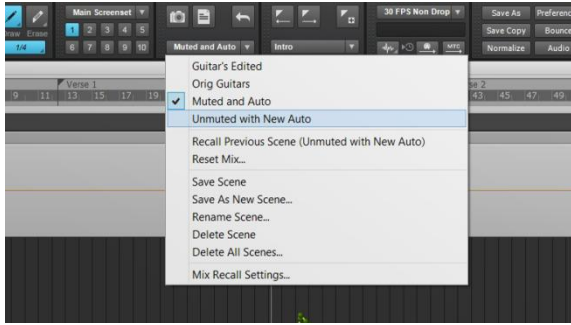 Main Screenset
30 FPS Non Drop
Save As Preferenc
Draw Erase
1 2 3 4 5
Save Copy Bounce
1/4
6 7 8 9 10
Muted and Auto
Intro
MTC
Normalize Audio
Guitar's Edited
Orig Guitars
Muted and Auto
Unmuted with New Auto
Recall Previous Scene (Unmuted with New Auto)
Reset Mix...
Save Scene
Save As New Scene...
Rename Scene...
Delete Scene
Delete All Scenes...
Mix Recall Settings...
Verse 1
se 2
9 11 13 15 17 19
43 45 47 49